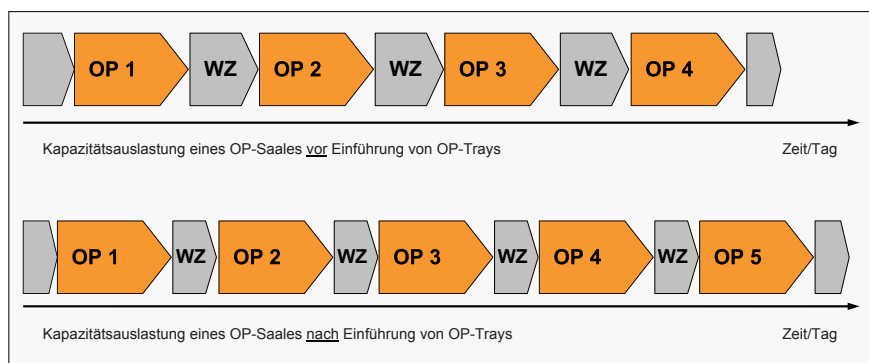 OP 1 WZ OP 2 WZ OP 3 WZ OP 4
Kapazitätsauslastung eines OP-Saales vor Einführung von OP-Trays Zeit/Tag
OP 1 WZ OP 2 WZ OP 3 WZ OP 4 WZ OP 5
Kapazitätsauslastung eines OP-Saales nach Einführung von OP-Trays Zeit/Tag